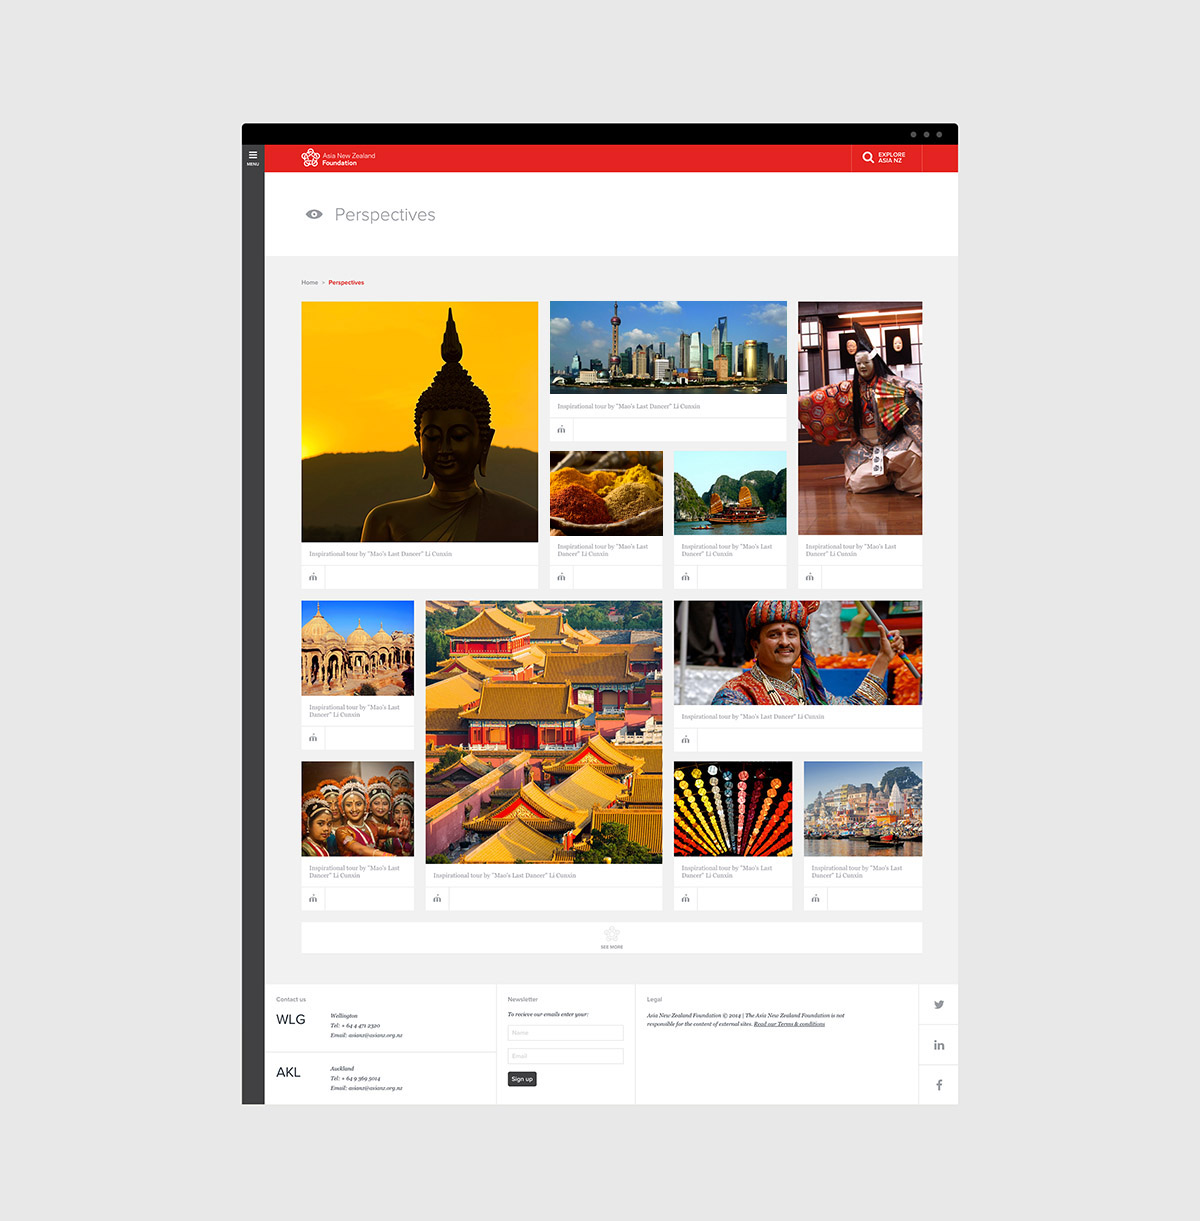 MENU
Asia New Zealand
Foundation
EXPLORE
ASIA NZ
Perspectives
Home > Perspectives
Inspirational tour by "Mao's Last Dancer" Li Cunxin
Inspirational tour by "Mao's Last Dancer" Li Cunxin
Inspirational tour by "Mao's Last
Dancer" Li Cunxin
Inspirational tour by "Mao's Last
Dancer" Li Cunxin
Inspirational tour by "Mao's Last
Dancer" Li Cunxin
Inspirational tour by "Mao's Last
Dancer" Li Cunxin
Inspirational tour by "Mao's Last Dancer" Li Cunxin
Inspirational tour by "Mao's Last
Dancer" Li Cunxin
Inspirational tour by "Mao's Last Dancer" Li Cunxin
Inspirational tour by "Mao's Last
Dancer" Li Cunxin
Inspirational tour by "Mao's Last
Dancer" Li Cunxin
SEE MORE
Contact us
WLG
Wellington
Tel: + 64 4 471 2320
Email: asianz@asianz.org.nz
AKL
Auckland
Tel: + 64 9 369 3014
Email: asianz@asianz.org.nz
Newsletter
To recieve our emails enter your:
Name
Email
Sign up
Legal
Asia New Zealand Foundation © 2014 | The Asia New Zealand Foundation is not
responsible for the content of external sites. Read our Terms & conditions